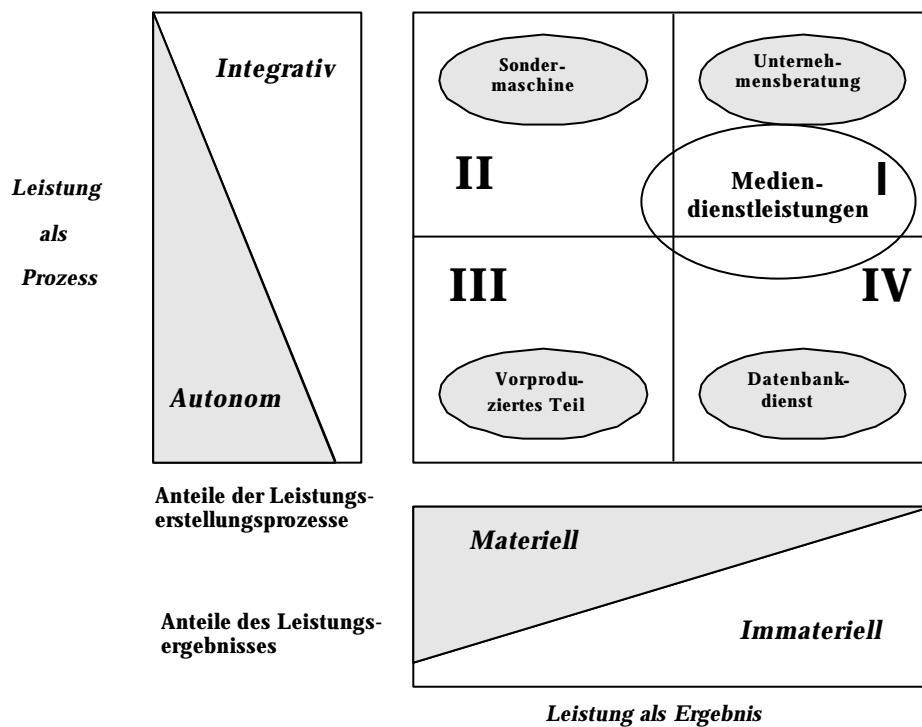 Integrativ
Leistung
als
Prozess
Autonom
Anteile der Leistungs-
erstellungsprozesse
Sonder-
maschine
Unterneh-
mensberatung
II
I
Medien-
dienstleistungen
III
IV
Vorprodu-
ziertes Teil
Datenbank-
dienst
Materiell
Anteile des Leistungs-
ergebnisses
Immateriell
Leistung als Ergebnis